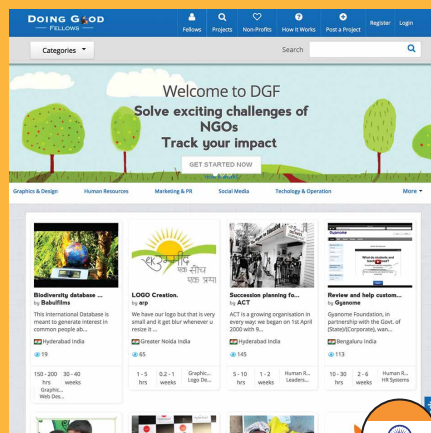 DOING GOOD
FELLOWS
Fellows
Projects
Non-Profits
How it Works
Post a Project
Register
Login
Categories
Search
Welcome to DGF
Solve exciting challenges of
NGOs
Track your impact
GET STARTED NOW
Graphics & Design
Human Resources
Marketing & PR
Social Media
Techology & Operation
More
Biodiversity database ...
by Babulfilms
This International Database is
meant to generate interest in
common people ab...
Hyderabad India
19
150 - 200
hrs
30 - 40
weeks
Graphic...
Web Des...
एक उम्मीद
एक सोच
एक प्रयास
LOGO Creation.
by arp
We have our logo but that is very
small and it get blur whenever u
resize it ...
Greater Noida India
65
1 - 5
hrs
0.2 - 1
weeks
Graphic...
Logo De...
Succession planning fo...
by ACT
ACT is a growing organisation in
every way: we began on 1st April
2000 with 9...
Hyderabad India
145
5 - 10
hrs
1 - 2
weeks
Human R...
Leaders...
Gyanome
Review and help custom...
by Gyanome
Gyanome Foundation, in
partnership with the Govt. of
(State)/(Corporate), wan...
Bengaluru India
113
10 - 30
hrs
2 - 6
weeks
Human R...
HR Systems